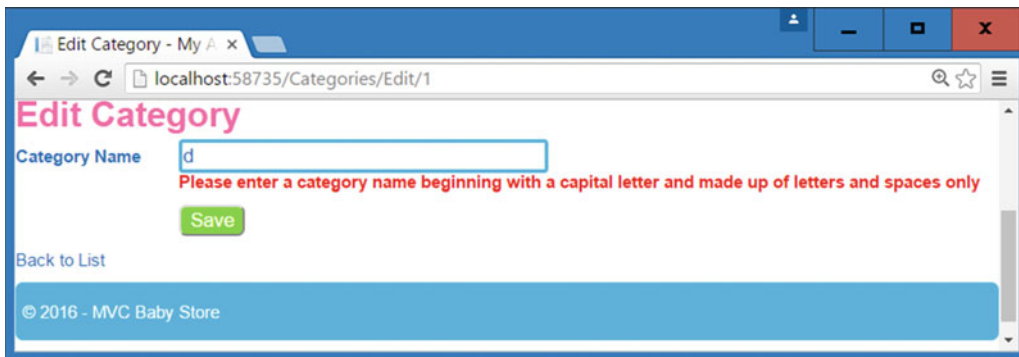 Edit Category - My A
localhost:58735/Categories/Edit/1
Edit Category
Category Name
d
Please enter a category name beginning with a capital letter and made up of letters and spaces only
Save
Back to List
© 2016 - MVC Baby Store